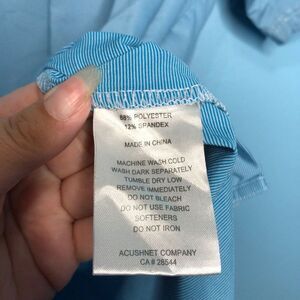 88% POLYESTER
12% SPANDEX
MADE IN CHINA
MACHINE WASH COLD
WASH DARK SEPARATELY
TUMBLE DRY LOW
REMOVE IMMEDIATELY
DO NOT BLEACH
DO NOT USE FABRIC
SOFTENERS
DO NOT IRON
ACUSHNET COMPANY
CA# 28544